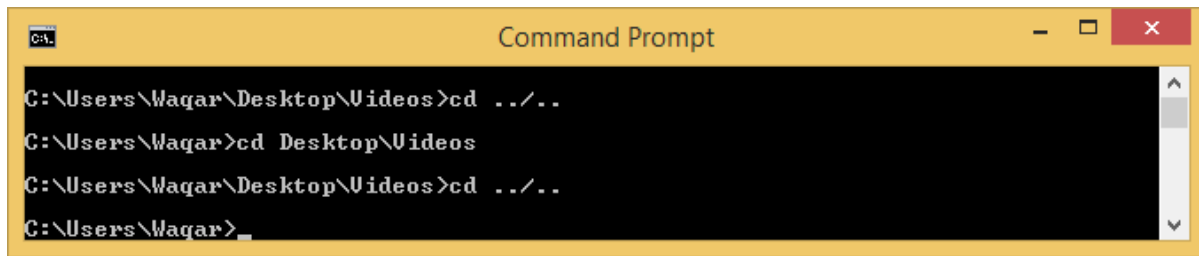 C:\.
Command Prompt
C:\Users\Waqar\Desktop\Videos>cd ../..
C:\Users\Waqar>cd Desktop\Videos
C:\Users\Waqar\Desktop\Videos>cd ../..
C:\Users\Waqar>_